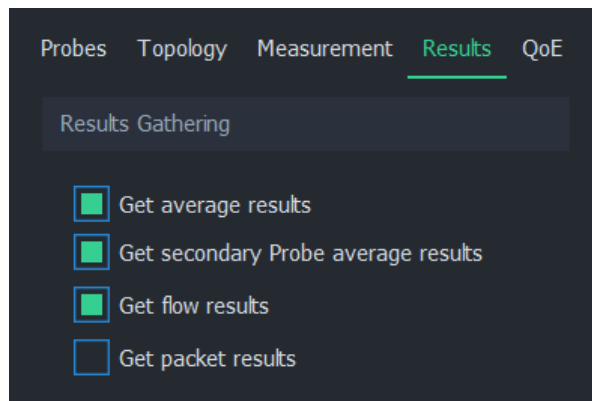 Probes Topology Measurement Results QoE
Results Gathering
Get average results
Get secondary Probe average results
Get flow results
Get packet results